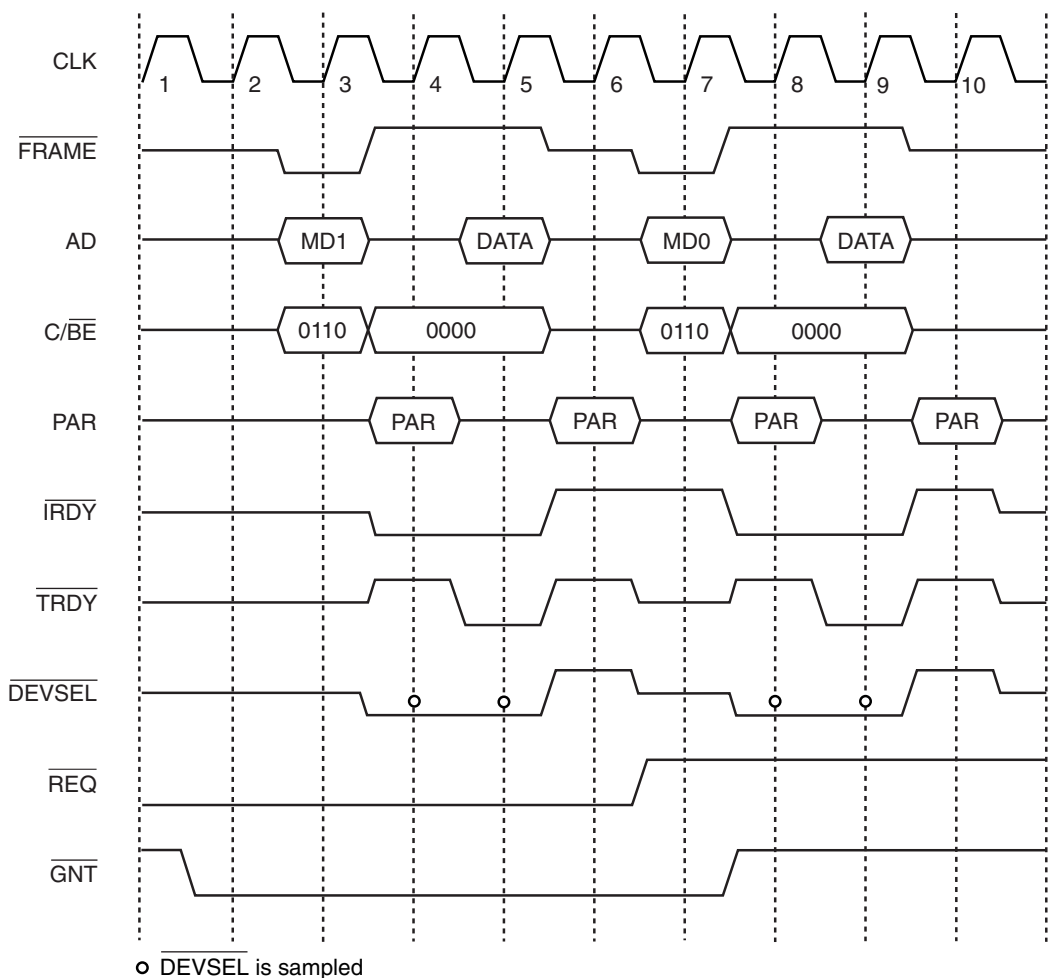 CLK
1 2 3 4 5 6 7 8 9 10
FRAME
AD MD1 DATA MD0 DATA
C/BE 0110 0000 0110 0000
PAR PAR PAR PAR PAR
IRDY
TRDY
DEVSEL
REQ
GNT
DEVSEL is sampled